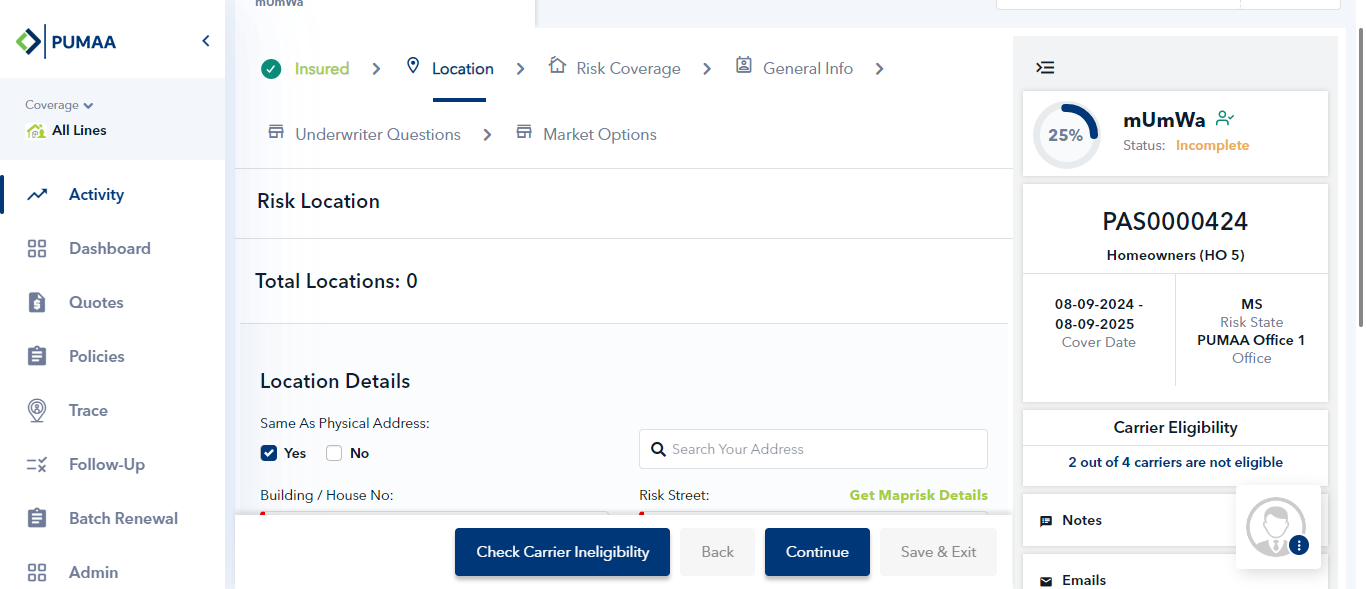 mUmWa
PUMAA
Coverage
All Lines
Activity
Dashboard
Quotes
Policies
Trace
Follow-Up
Batch Renewal
Admin
Insured
Location
Risk Coverage
General Info
Underwriter Questions
Market Options
Risk Location
Total Locations: 0
Location Details
Same As Physical Address:
Yes
No
Search Your Address
Building / House No:
Risk Street:
Get Maprisk Details
Check Carrier Ineligibility
Back
Continue
Save & Exit
25%
mUmWa
Status: Incomplete
PAS0000424
Homeowners (HO 5)
08-09-2024 -
08-09-2025
Cover Date
MS
Risk State
PUMAA Office 1
Office
Carrier Eligibility
2 out of 4 carriers are not eligible
Notes
Emails